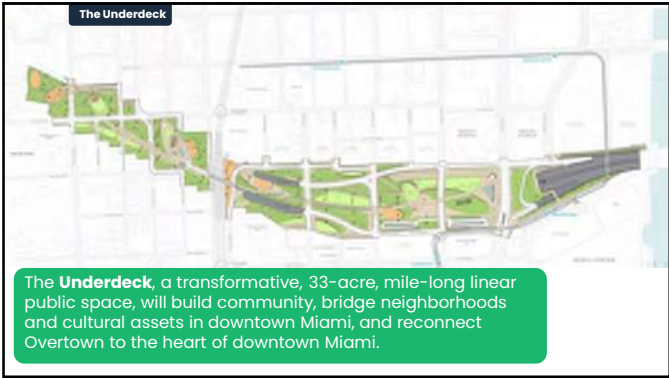 The Underdeck
The Underdeck, a transformative, 33-acre, mile-long linear
public space, will build community, bridge neighborhoods
and cultural assets in downtown Miami, and reconnect
Overtown to the heart of downtown Miami.